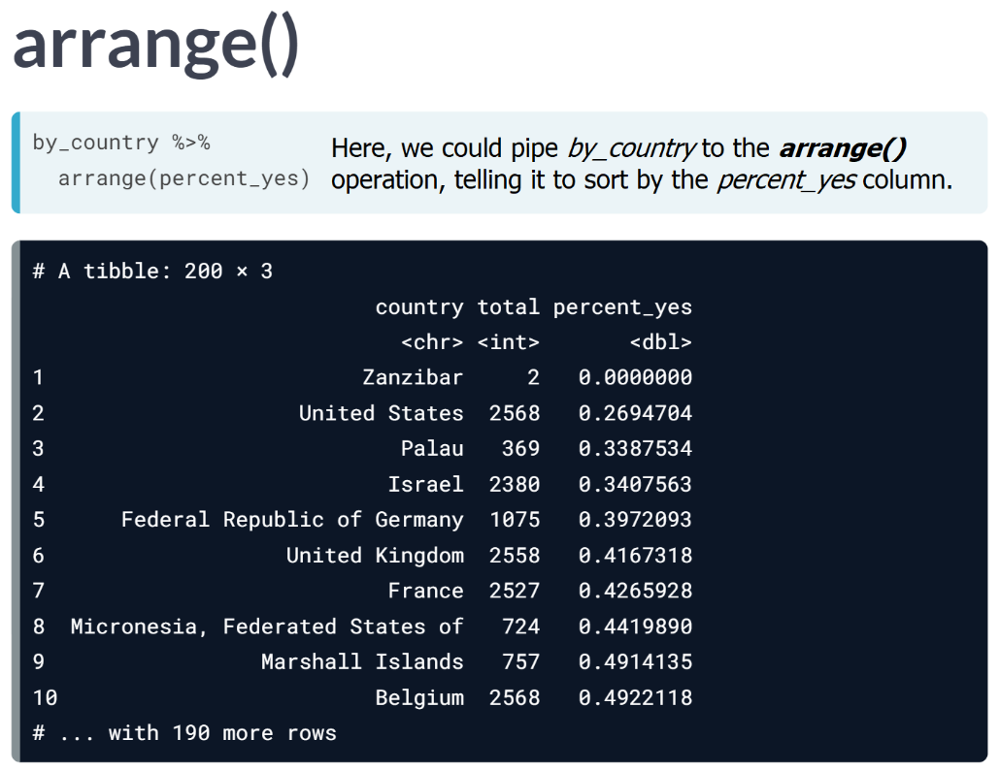 arrange()
by_country %>%
  arrange(percent_yes)
Here, we could pipe by_country to the arrange()
operation, telling it to sort by the percent_yes column.
# A tibble: 200 × 3
                           country total percent_yes
                             <chr> <int>       <dbl>
1                         Zanzibar     2   0.0000000
2                    United States  2568   0.2694704
3                            Palau   369   0.3387534
4                           Israel  2380   0.3407563
5      Federal Republic of Germany  1075   0.3972093
6                   United Kingdom  2558   0.4167318
7                           France  2527   0.4265928
8  Micronesia, Federated States of   724   0.4419890
9                 Marshall Islands   757   0.4914135
10                         Belgium  2568   0.4922118
# ... with 190 more rows